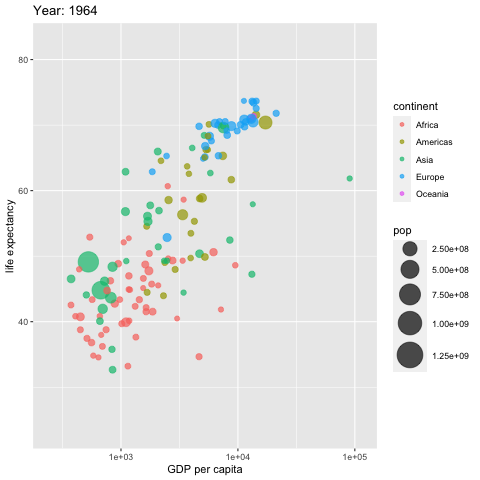 Year: 1964
80
60
40
life expectancy
1e+03
1e+04
1e+05
GDP per capita
continent
Africa
Americas
Asia
Europe
Oceania
pop
2.50e+08
5.00e+08
7.50e+08
1.00e+09
1.25e+09